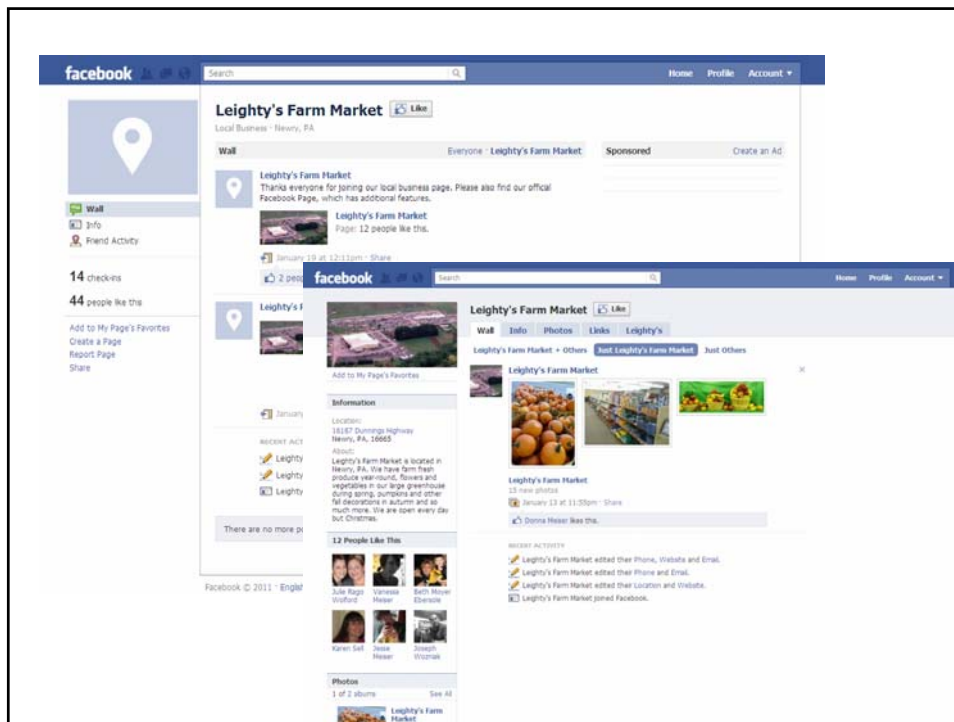 facebook
Search
Home Profile Account
Leighty's Farm Market Like
Local Business · Newry, PA
Wall Everyone · Leighty's Farm Market
Sponsored Create an Ad
Wall
Info
Friend Activity
14 check-ins
44 people like this
Add to My Page's Favorites
Create a Page
Report Page
Share
Leighty's Farm Market
Thanks everyone for joining our local business page. Please also find our official
Facebook Page, which has additional features.
Leighty's Farm Market
Page: 12 people like this.
January 19 at 12:11pm · Share
2
Leighty's
January
RECENT
Leighty
Leighty
Leighty
There are no more
Facebook © 2011 · English
facebook
Search
Home Profile Account
Leighty's Farm Market Like
Wall Info Photos Links Leighty's
Leighty's Farm Market + Others Just Leighty's Farm Market Just Others
Add to My Page's Favorites
Information
Location:
16167 Dunnings Highway
Newry, PA, 16665
About:
Leighty's Farm Market is located in
Newry, PA. We have farm fresh
produce year-round, flowers and
vegetables in our large greenhouse
during spring, pumpkins and other
fall decorations in autumn and so
much more. We are open every day
but Christmas.
12 People Like This
Julie Rago
Wolford
Vanessa
Meiser
Beth Moyer
Ebersole
Karen Sell
Jesse
Meiser
Joseph
Wozniak
Photos
1 of 2 albums See All
Leighty's Farm
Market
Leighty's Farm Market
Leighty's Farm Market
15 new photos
January 13 at 11:55pm · Share
Donna Meiser likes this.
RECENT ACTIVITY
Leighty's Farm Market edited their Phone, Website and Email.
Leighty's Farm Market edited their Phone and Email.
Leighty's Farm Market edited their Location and Website.
Leighty's Farm Market joined Facebook.